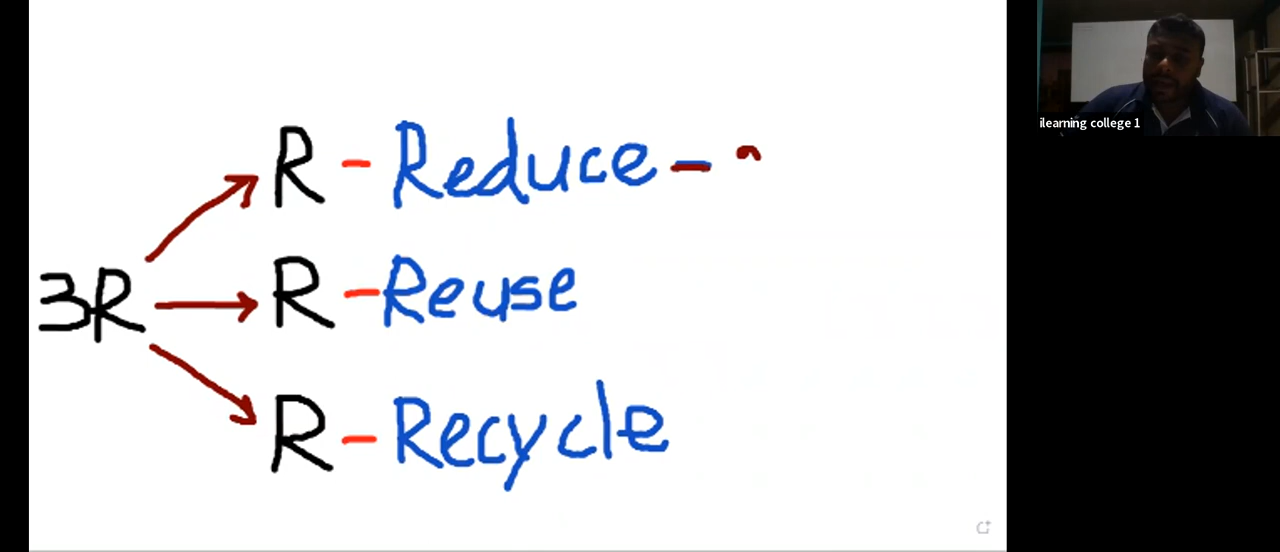 R - Reduce -
3R R - Reuse
R - Recycle
ilearning college 1